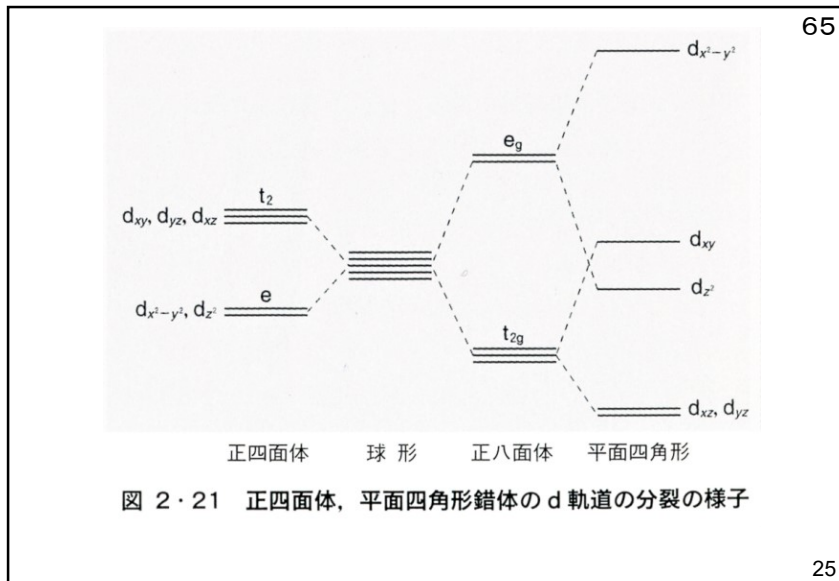 65
d_{x²−y²}
e_g
t_2
d_{xy}, d_{yz}, d_{xz}
d_{xy}
e
d_{z²}
d_{x²−y²}, d_{z²}
t_{2g}
d_{xz}, d_{yz}
正四面体 球 形 正八面体 平面四角形
図 2・21 正四面体，平面四角形錯体のd軌道の分裂の様子
25